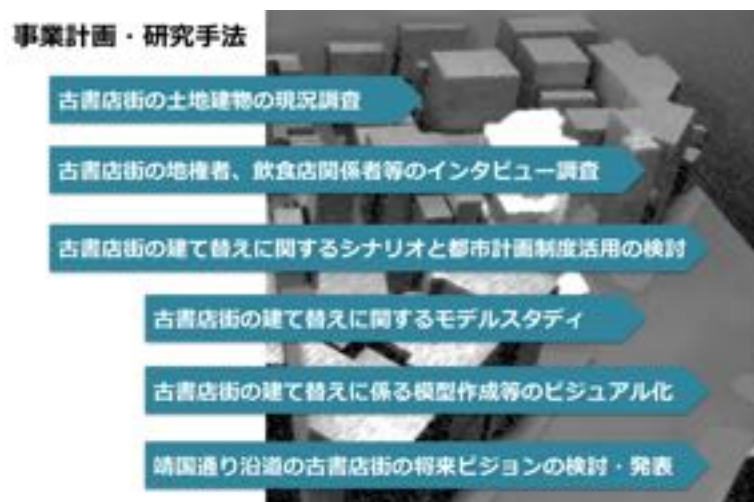 事業計画・研究手法
古書店街の土地建物の現況調査
古書店街の地権者、飲食店関係者等のインタビュー調査
古書店街の建て替えに関するシナリオと都市計画制度活用の検討
古書店街の建て替えに関するモデルスタディ
古書店街の建て替えに係る模型作成等のビジュアル化
靖国通り沿道の古書店街の将来ビジョンの検討・発表